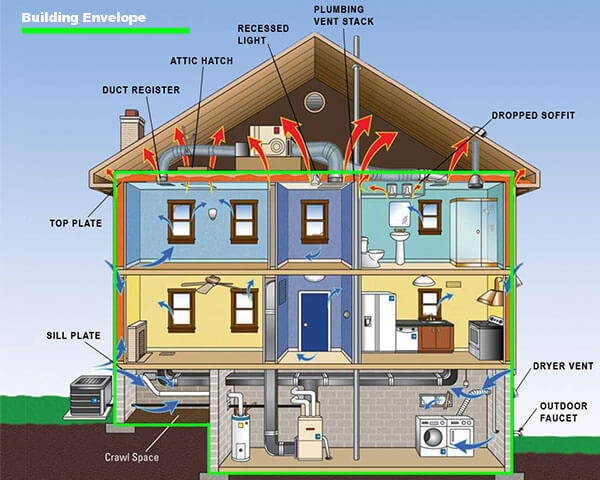 Building Envelope
PLUMBING
VENT STACK
RECESSED
LIGHT
ATTIC HATCH
DUCT REGISTER
DROPPED SOFFIT
TOP PLATE
SILL PLATE
DRYER VENT
OUTDOOR
FAUCET
Crawl Space